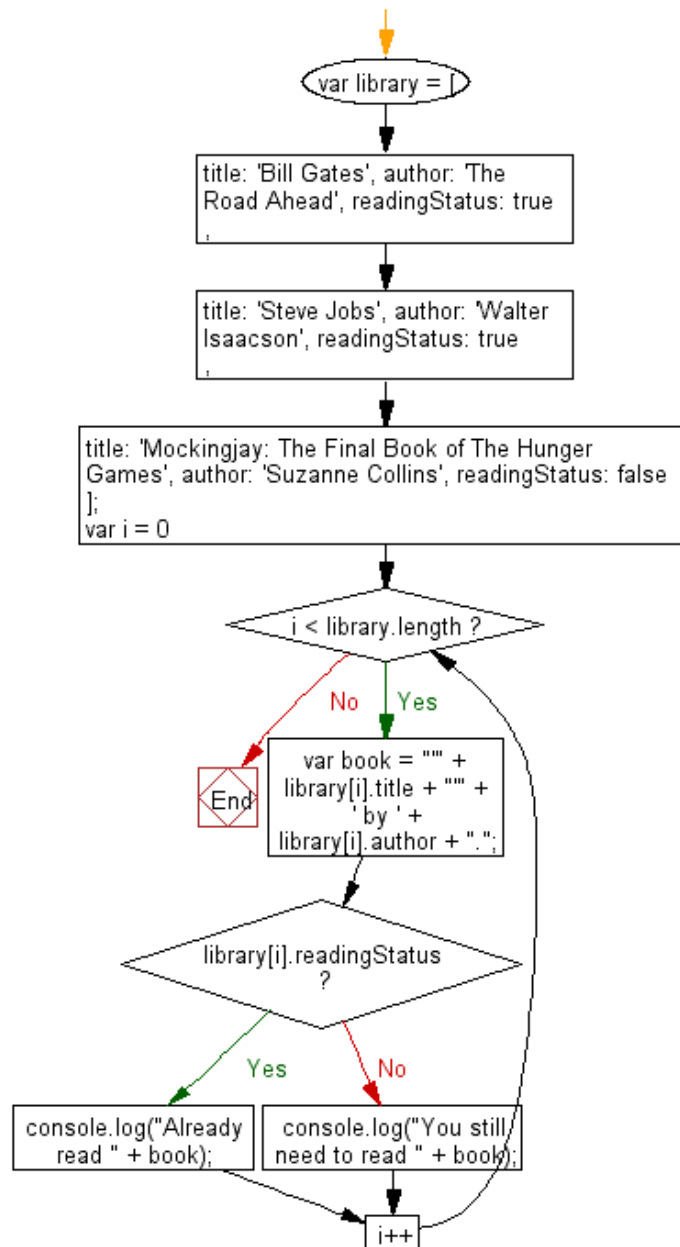 var library = [
title: 'Bill Gates', author: 'The
Road Ahead', readingStatus: true
,
title: 'Steve Jobs', author: 'Walter
Isaacson', readingStatus: true
,
title: 'Mockingjay: The Final Book of The Hunger
Games', author: 'Suzanne Collins', readingStatus: false
];
var i = 0
i < library.length ?
No
Yes
End
var book = "'" +
library[i].title + "'" +
' by ' +
library[i].author + ".";
library[i].readingStatus
?
Yes
No
console.log("Already
read " + book);
console.log("You still
need to read " + book);
i++